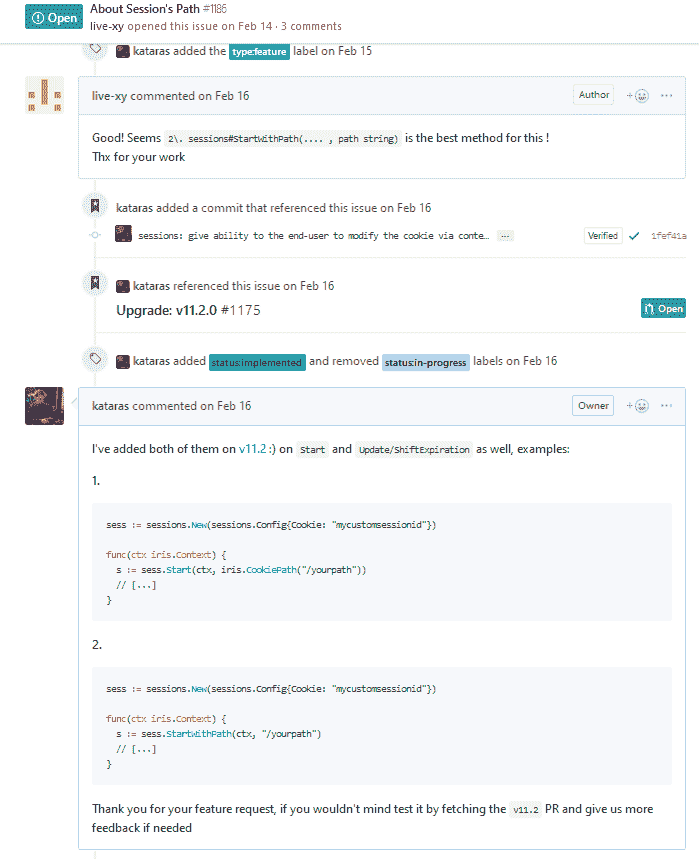 Open
About Session's Path #1186
live-xy opened this issue on Feb 14 · 3 comments
kataras added the type:feature label on Feb 15
live-xy commented on Feb 16
Author
Good! Seems 2\. sessions#StartWithPath(.... , path string) is the best method for this !
Thx for your work
kataras added a commit that referenced this issue on Feb 16
sessions: give ability to the end-user to modify the cookie via conte… ...
Verified
1fef41a
kataras referenced this issue on Feb 16
Upgrade: v11.2.0 #1175
Open
kataras added status:implemented and removed status:in-progress labels on Feb 16
kataras commented on Feb 16
Owner
I've added both of them on v11.2 :) on Start and Update/ShiftExpiration as well, examples:
1.
sess := sessions.New(sessions.Config{Cookie: "mycustomsessionid"})
func(ctx iris.Context) {
s := sess.Start(ctx, iris.CookiePath("/yourpath"))
// [...]
}
2.
sess := sessions.New(sessions.Config{Cookie: "mycustomsessionid"})
func(ctx iris.Context) {
s := sess.StartWithPath(ctx, "/yourpath")
// [...]
}
Thank you for your feature request, if you wouldn't mind test it by fetching the v11.2 PR and give us more
feedback if needed